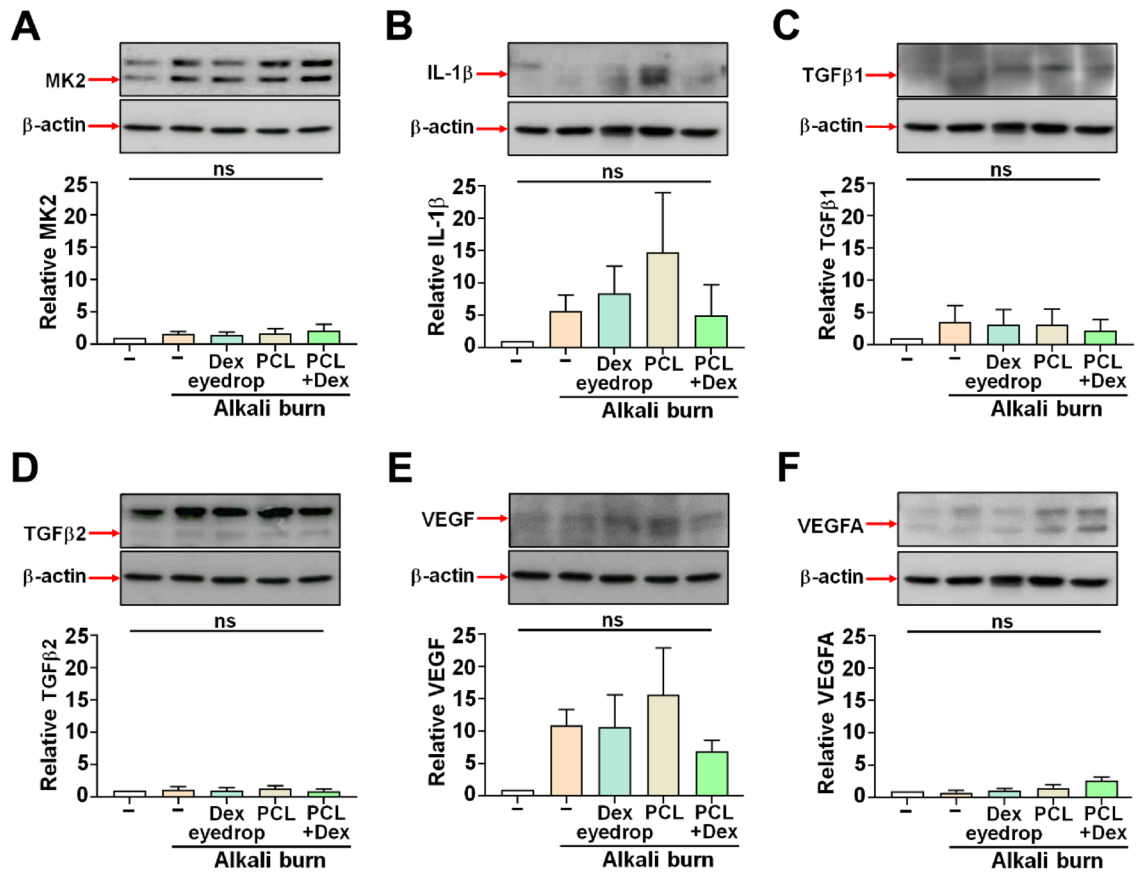 A
MK2
β-actin
ns
Relative MK2
25
20
15
10
5
0
– – Dex PCL PCL
eyedrop +Dex
Alkali burn
B
IL-1β
β-actin
ns
Relative IL-1β
25
20
15
10
5
0
– – Dex PCL PCL
eyedrop +Dex
Alkali burn
C
TGFβ1
β-actin
ns
Relative TGFβ1
25
20
15
10
5
0
– – Dex PCL PCL
eyedrop +Dex
Alkali burn
D
TGFβ2
β-actin
ns
Relative TGFβ2
25
20
15
10
5
0
– – Dex PCL PCL
eyedrop +Dex
Alkali burn
E
VEGF
β-actin
ns
Relative VEGF
25
20
15
10
5
0
– – Dex PCL PCL
eyedrop +Dex
Alkali burn
F
VEGFA
β-actin
ns
Relative VEGFA
25
20
15
10
5
0
– – Dex PCL PCL
eyedrop +Dex
Alkali burn